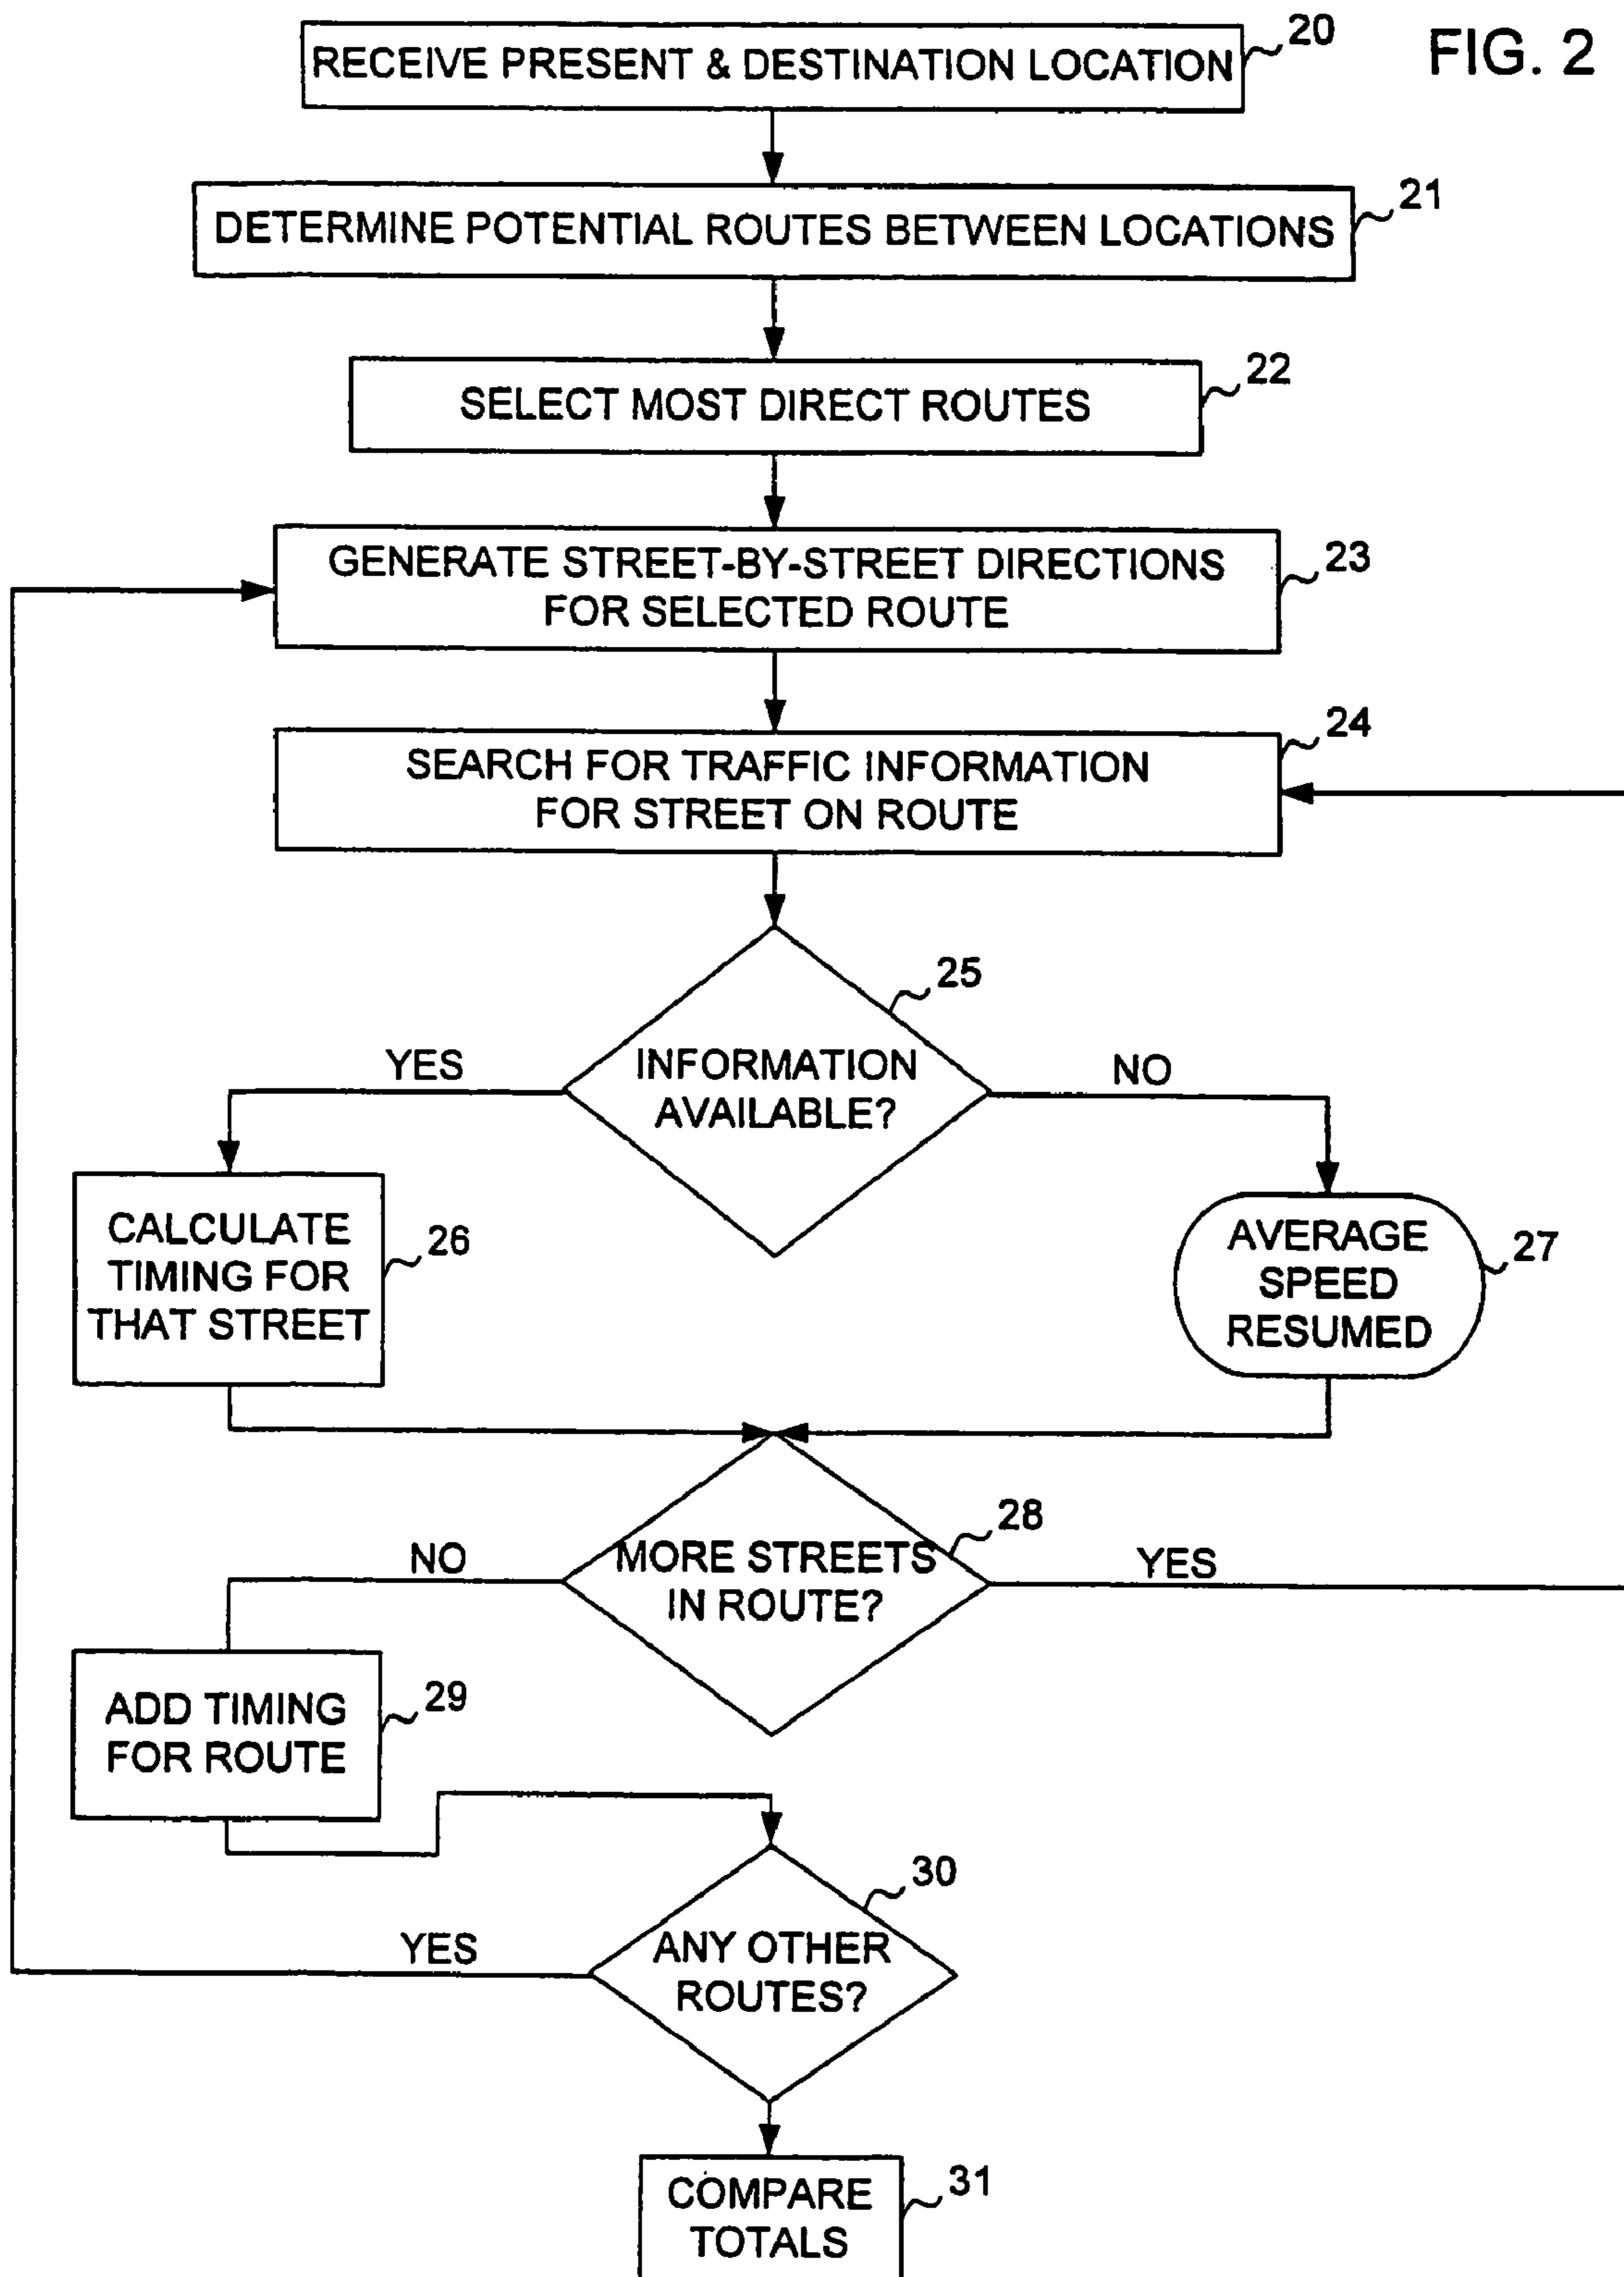 FIG. 2
RECEIVE PRESENT & DESTINATION LOCATION
20
DETERMINE POTENTIAL ROUTES BETWEEN LOCATIONS
21
SELECT MOST DIRECT ROUTES
22
GENERATE STREET-BY-STREET DIRECTIONS
FOR SELECTED ROUTE
23
SEARCH FOR TRAFFIC INFORMATION
FOR STREET ON ROUTE
24
INFORMATION
AVAILABLE?
25
YES
NO
CALCULATE
TIMING FOR
THAT STREET
26
AVERAGE
SPEED
RESUMED
27
MORE STREETS
IN ROUTE?
28
NO
YES
ADD TIMING
FOR ROUTE
29
ANY OTHER
ROUTES?
30
YES
COMPARE
TOTALS
31